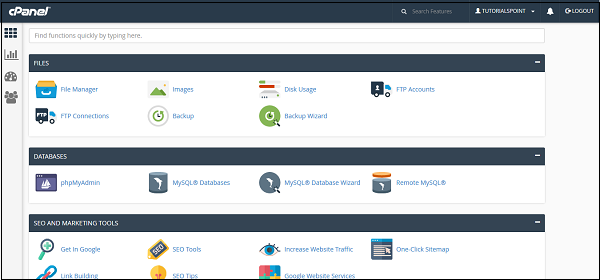 cPanel
Search Features TUTORIALSPOINT LOGOUT
Find functions quickly by typing here.
FILES
File Manager Images Disk Usage FTP Accounts
FTP Connections Backup Backup Wizard
DATABASES
phpMyAdmin MySQL® Databases MySQL® Database Wizard Remote MySQL®
SEO AND MARKETING TOOLS
Get In Google SEO Tools Increase Website Traffic One-Click Sitemap
Link Building SEO Tips Google Website Services